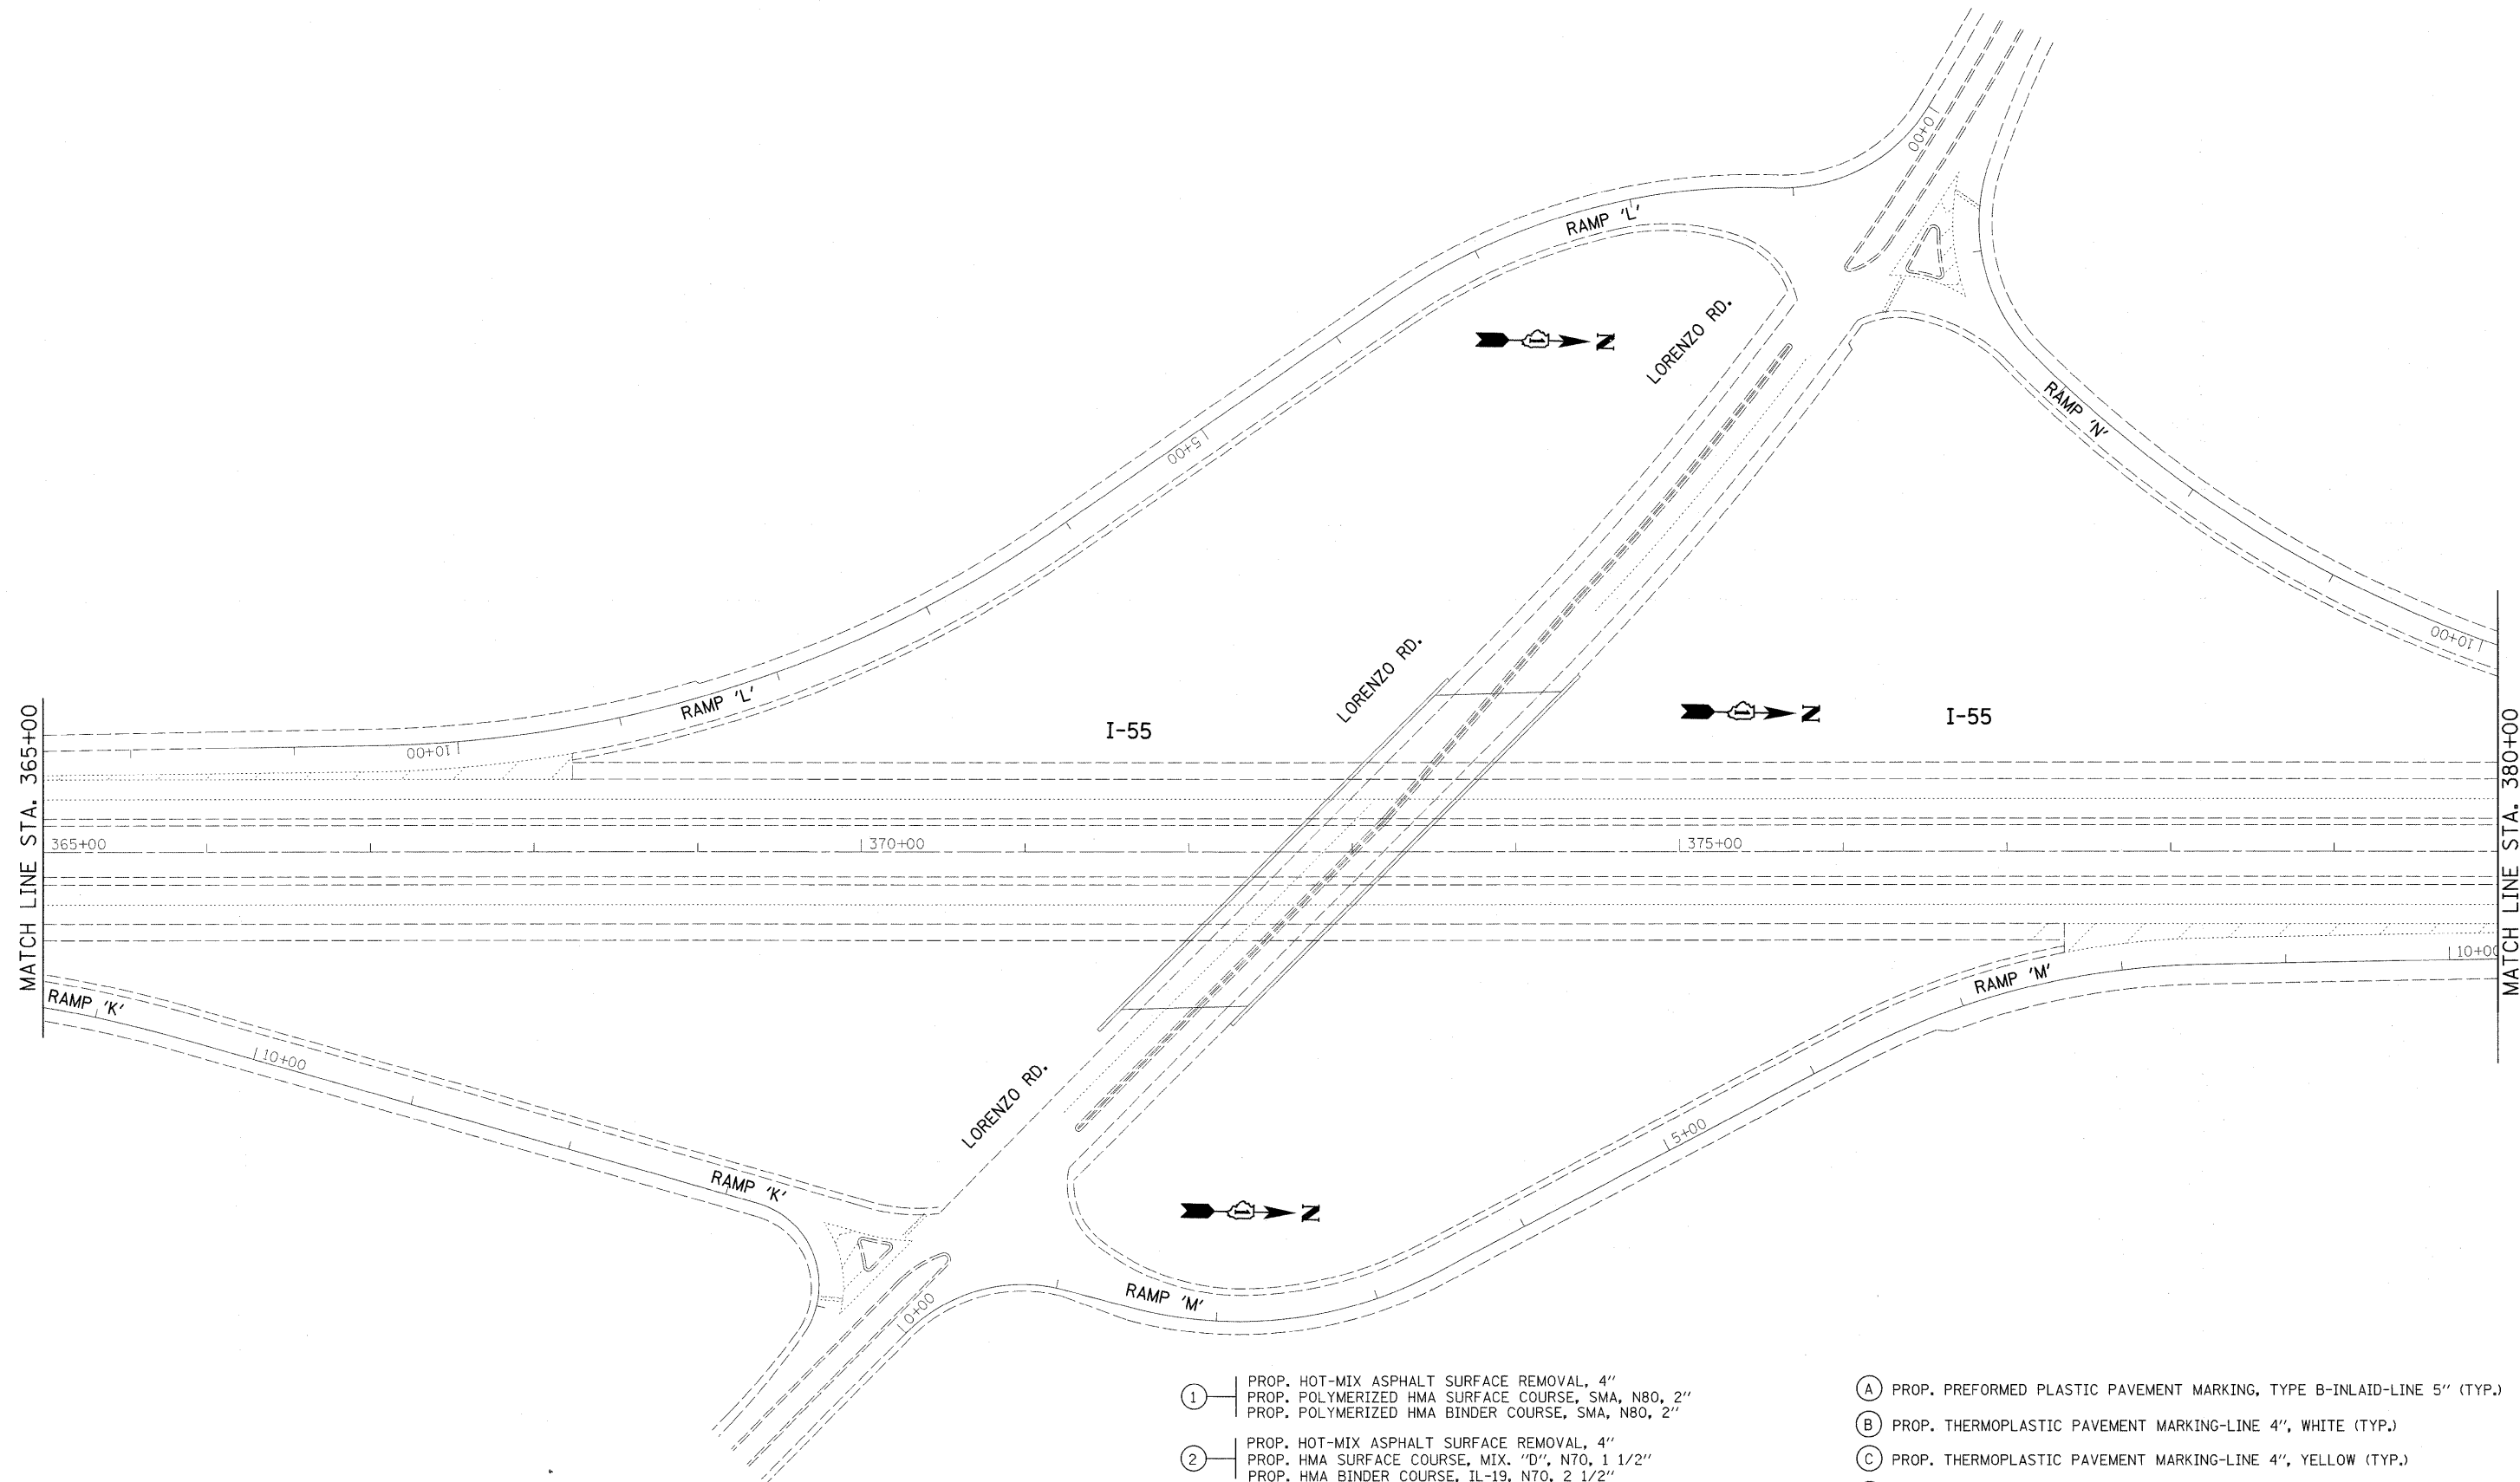 0+00
RAMP 'L'
N
LORENZO RD.
RAMP 'N'
5+00
10+00
LORENZO RD.
RAMP 'L'
10+00
I-55
N
I-55
MATCH LINE STA. 365+00
MATCH LINE STA. 380+00
365+00
370+00
375+00
10+00
RAMP 'M'
RAMP 'K'
10+00
LORENZO RD.
5+00
RAMP 'K'
N
RAMP 'M'
0+00
1
PROP. HOT-MIX ASPHALT SURFACE REMOVAL, 4"
PROP. POLYMERIZED HMA SURFACE COURSE, SMA, N80, 2"
PROP. POLYMERIZED HMA BINDER COURSE, SMA, N80, 2"
2
PROP. HOT-MIX ASPHALT SURFACE REMOVAL, 4"
PROP. HMA SURFACE COURSE, MIX. "D", N70, 1 1/2"
PROP. HMA BINDER COURSE, IL-19, N70, 2 1/2"
A PROP. PREFORMED PLASTIC PAVEMENT MARKING, TYPE B-INLAID-LINE 5" (TYP.)
B PROP. THERMOPLASTIC PAVEMENT MARKING-LINE 4", WHITE (TYP.)
C PROP. THERMOPLASTIC PAVEMENT MARKING-LINE 4", YELLOW (TYP.)